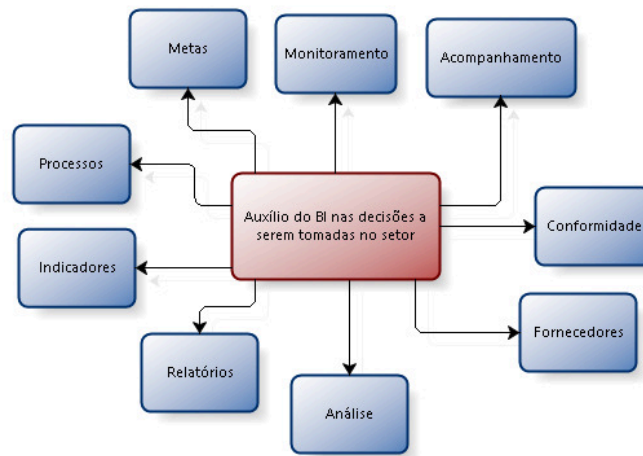 Metas
Monitoramento
Acompanhamento
Processos
Auxílio do BI nas decisões a
serem tomadas no setor
Conformidade
Indicadores
Fornecedores
Relatórios
Análise